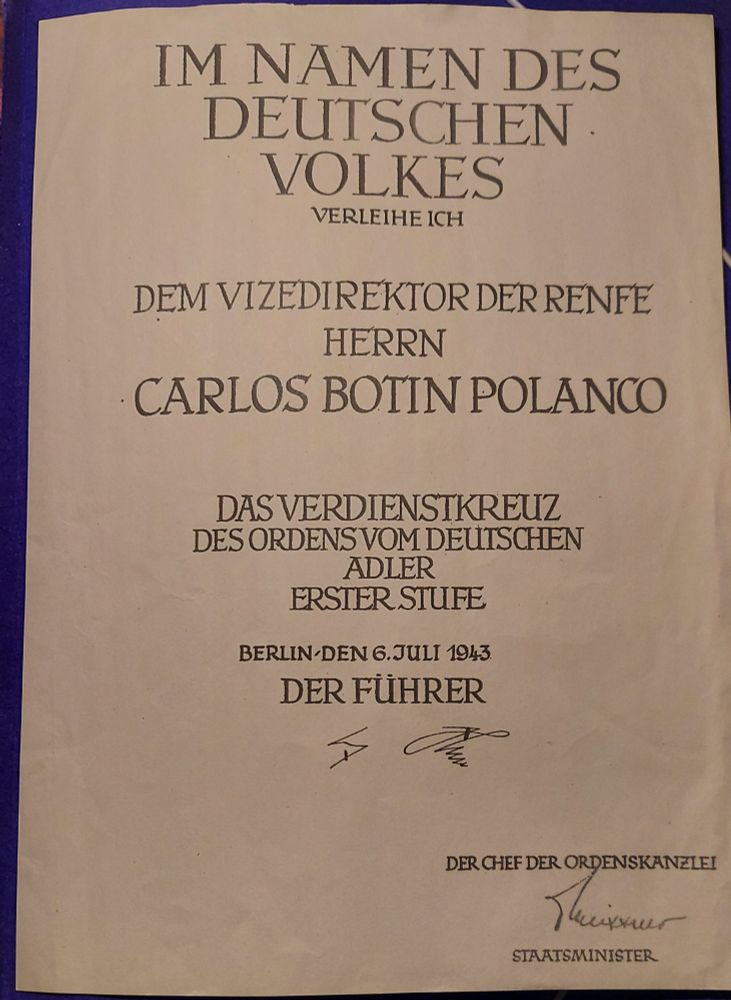 IM NAMEN DES
DEUTSCHEN
VOLKES
VERLEIHE ICH
DEM VIZEDIREKTOR DER RENFE
HERRN
CARLOS BOTIN POLANCO
DAS VERDIENSTKREUZ
DES ORDENS VOM DEUTSCHEN
ADLER
ERSTER STUFE
BERLIN·DEN 6. JULI 1943
DER FÜHRER
DER CHEF DER ORDENSKANZLEI
STAATSMINISTER